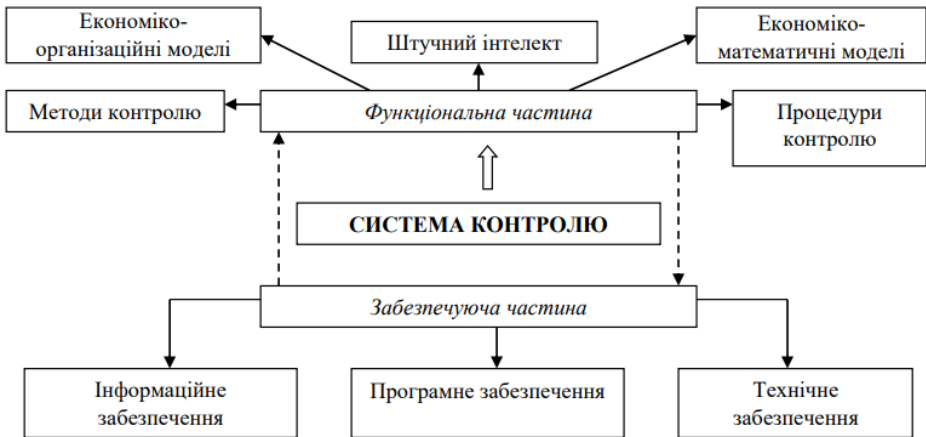 Економіко-
організаційні моделі
Штучний інтелект
Економіко-
математичні моделі
Методи контролю
Функціональна частина
Процедури
контролю
СИСТЕМА КОНТРОЛЮ
Забезпечуюча частина
Інформаційне
забезпечення
Програмне забезпечення
Технічне
забезпечення